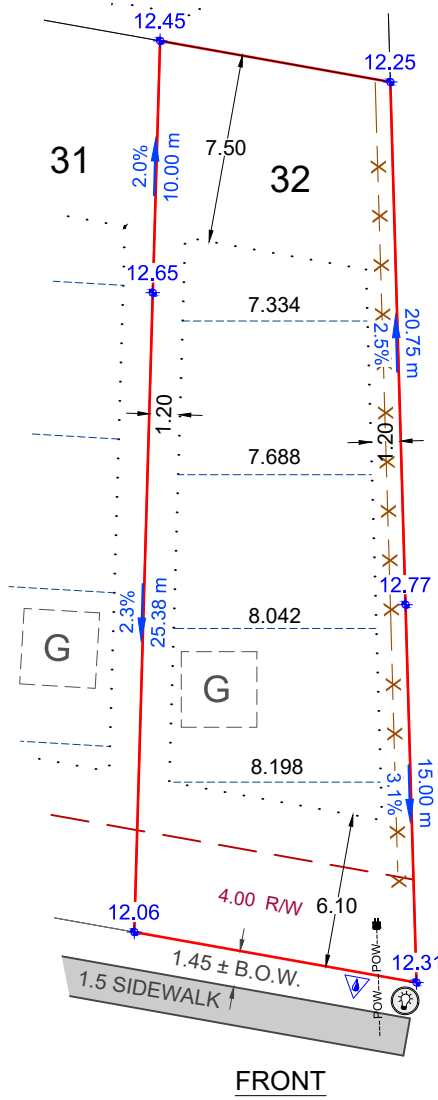 12.45
12.25
31
2.0%
10.00 m
7.50
32
12.65
7.334
20.75 m
2.5%
1.20
1.20
7.688
12.77
2.3%
25.38 m
8.042
G
G
8.198
15.00 m
3.1%
4.00 R/W
6.10
12.06
1.45 ± B.O.W.
12.31
1.5 SIDEWALK
POW
POW
FRONT